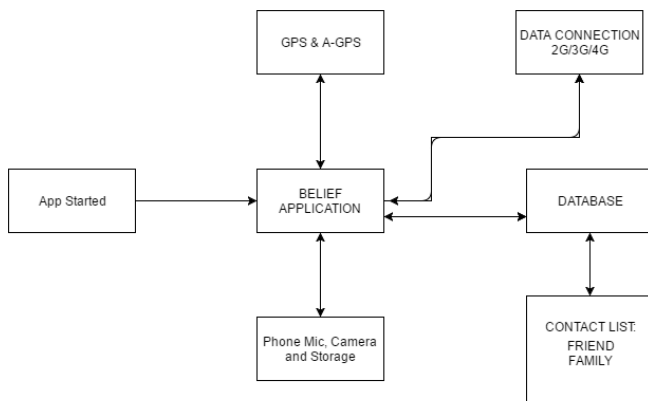 GPS & A-GPS
DATA CONNECTION
2G/3G/4G
App Started
BELIEF
APPLICATION
DATABASE
Phone Mic, Camera
and Storage
CONTACT LIST:
FRIEND
FAMILY